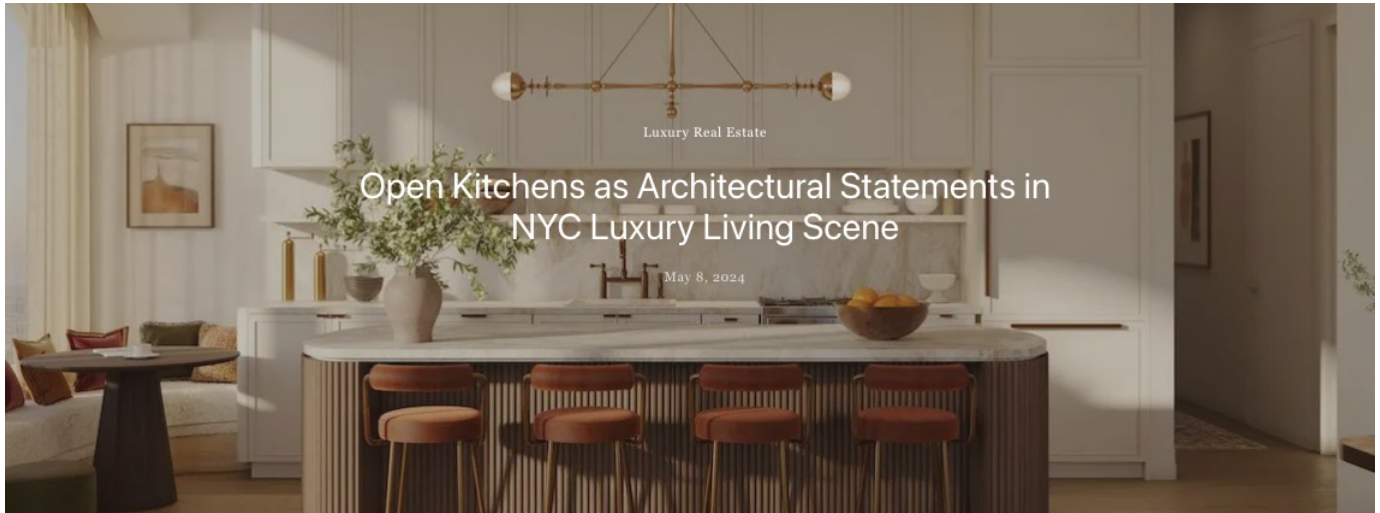 Luxury Real Estate
Open Kitchens as Architectural Statements in
NYC Luxury Living Scene
May 8, 2024